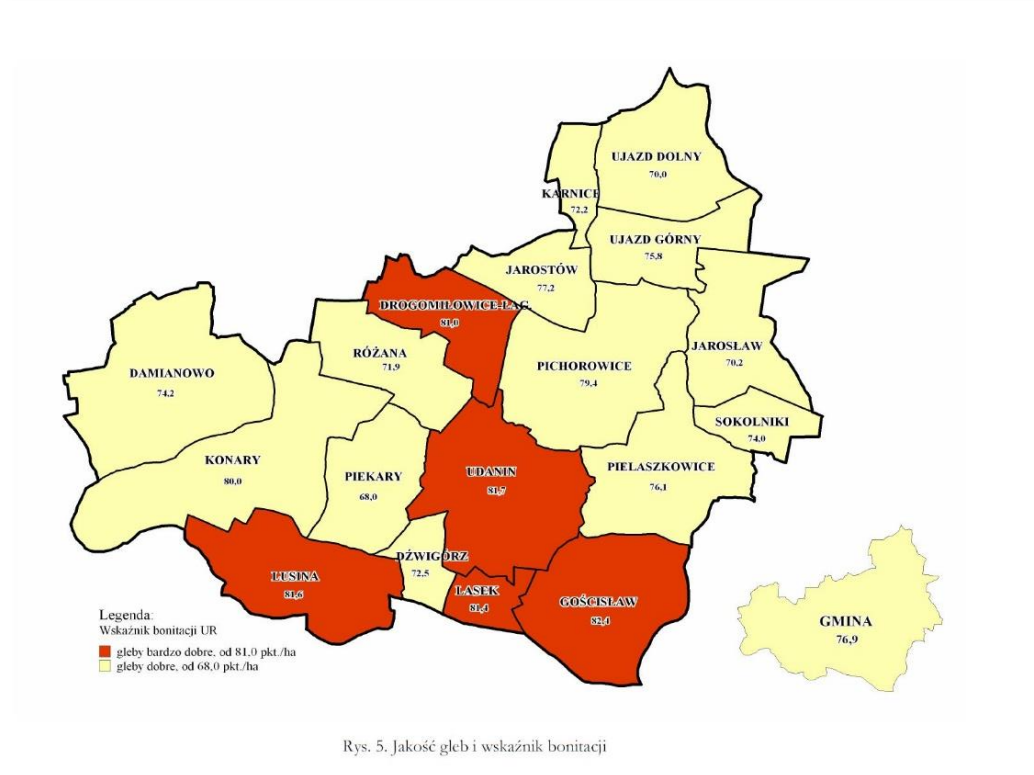 UJAZD DOLNY
70,0
KARNICE
72,2
UJAZD GÓRNY
75,8
JAROSTÓW
77,2
DROGOMIŁOWICE-ŁAG.
81,0
JAROSŁAW
70,2
RÓŻANA
71,9
PICHOROWICE
79,4
DAMIANOWO
74,2
SOKOLNIKI
74,0
KONARY
80,0
PIEKARY
68,0
UDANIN
81,7
PIELASZKOWICE
76,1
DŹWIGÓRZ
72,5
LUSINA
81,6
LASEK
81,4
GOŚCISŁAW
82,4
GMINA
76,9
Legenda:
Wskaźnik bonitacji UR
gleby bardzo dobre, od 81,0 pkt./ha
gleby dobre, od 68,0 pkt./ha
Rys. 5. Jakość gleb i wskaźnik bonitacji